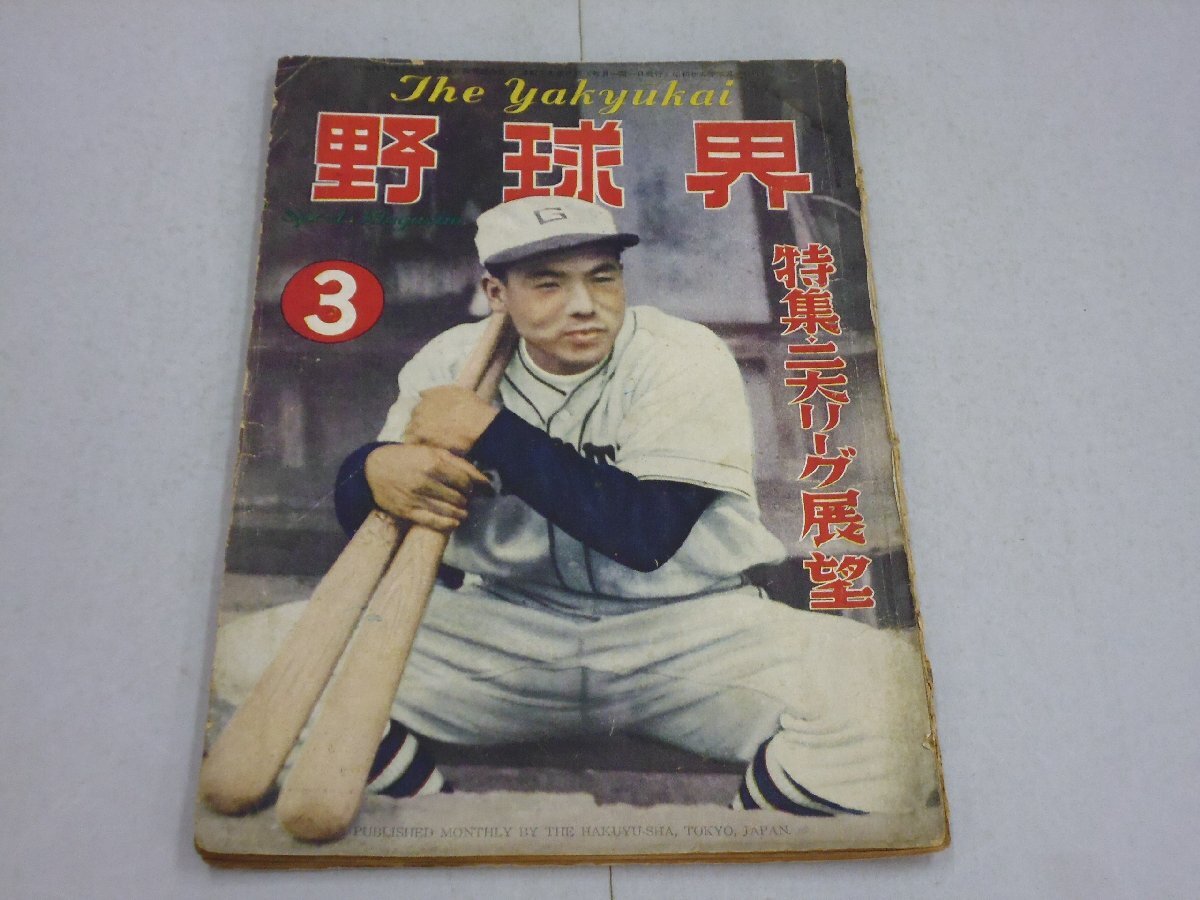 The Yakyukai
野球界
3
特集・二大リーグ展望
G
PUBLISHED MONTHLY BY THE HAKUYU-SHA, TOKYO, JAPAN.